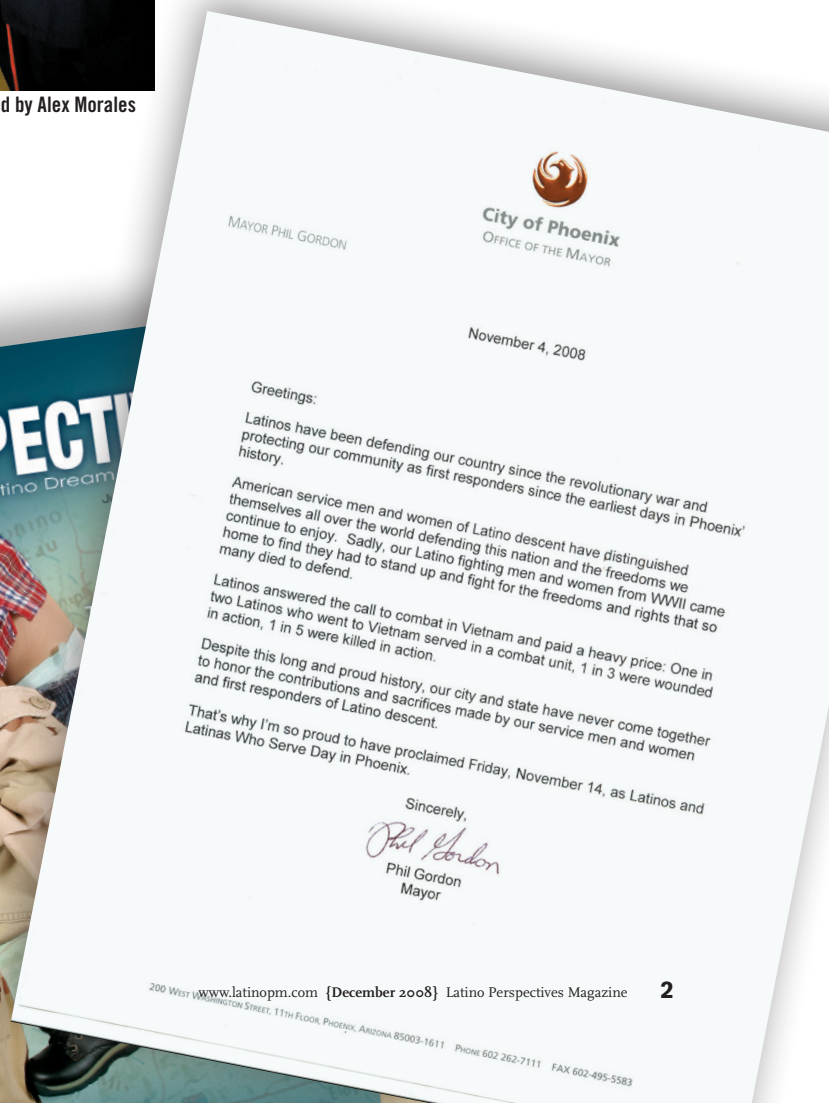 d by Alex Morales
City of Phoenix
OFFICE OF THE MAYOR
MAYOR PHIL GORDON
November 4, 2008
Greetings:
Latinos have been defending our country since the revolutionary war and
protecting our community as first responders since the earliest days in Phoenix'
history.
American service men and women of Latino descent have distinguished
themselves all over the world defending this nation and the freedoms we
continue to enjoy. Sadly, our Latino fighting men and women from WWII came
home to find they had to stand up and fight for the freedoms and rights that so
many died to defend.
Latinos answered the call to combat in Vietnam and paid a heavy price: One in
two Latinos who went to Vietnam served in a combat unit, 1 in 3 were wounded
in action, 1 in 5 were killed in action.
Despite this long and proud history, our city and state have never come together
to honor the contributions and sacrifices made by our service men and women
and first responders of Latino descent.
That's why I'm so proud to have proclaimed Friday, November 14, as Latinos and
Latinas Who Serve Day in Phoenix.
Sincerely,
Phil Gordon
Phil Gordon
Mayor
PECTI
tino Dream
200 WEST WASHINGTON STREET, 11TH FLOOR, PHOENIX, ARIZONA 85003-1611 PHONE 602 262-7111 FAX 602-495-5583
www.latinopm.com {December 2008} Latino Perspectives Magazine 2